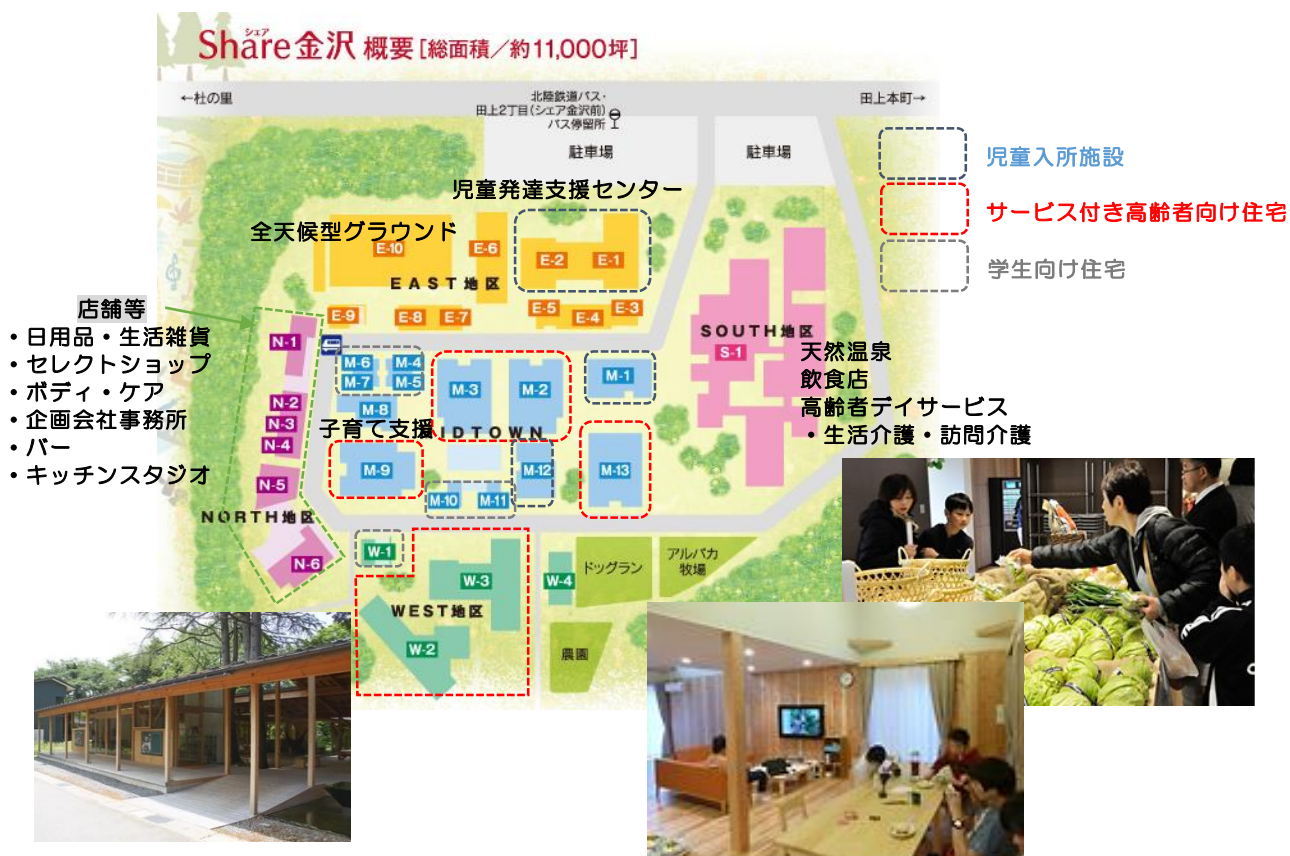 シェア
Share金沢 概要 [総面積／約11,000坪]
←杜の里
北陸鉄道バス・
田上2丁目(シェア金沢前)
バス停留所
田上本町→
駐車場
駐車場
児童入所施設
サービス付き高齢者向け住宅
学生向け住宅
児童発達支援センター
全天候型グラウンド
E-10
E-6
E-2
E-1
EAST地区
E-9
E-8
E-7
E-5
E-4
E-3
店舗等
・日用品・生活雑貨
・セレクトショップ
・ボディ・ケア
・企画会社事務所
・バー
・キッチンスタジオ
N-1
N-2
N-3
N-4
N-5
NORTH地区
N-6
M-6
M-4
M-7
M-5
M-3
M-2
M-1
M-8
子育て支援
IDTOWN
M-9
M-12
M-13
M-10
M-11
SOUTH地区
S-1
天然温泉
飲食店
高齢者デイサービス
・生活介護・訪問介護
W-1
W-3
W-4
WEST地区
W-2
ドッグラン
アルパカ
牧場
農園